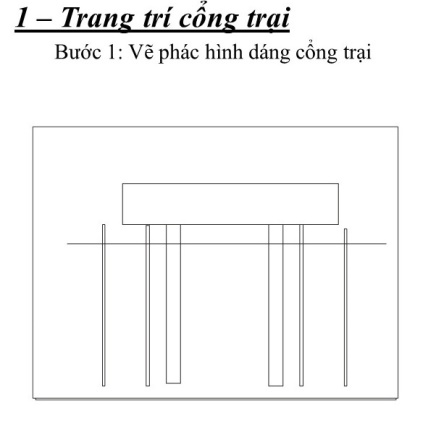 1 – Trang trí cổng trại
Bước 1: Vẽ phác hình dáng cổng trại